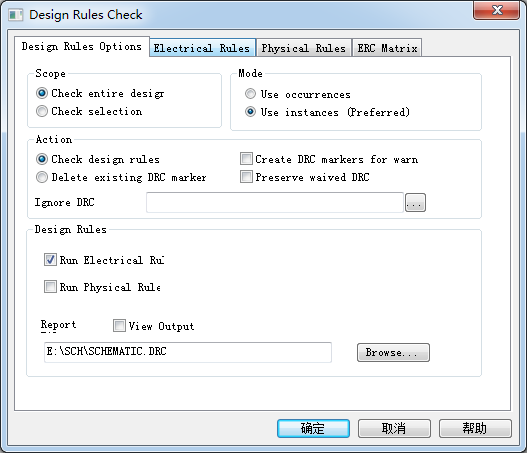 Design Rules Check
Design Rules Options Electrical Rules Physical Rules ERC Matrix
Scope
Check entire desigr
Check selection
Mode
Use occurrences
Use instances (Preferred)
Action
Check design rules
Delete existing DRC marker
Create DRC markers for warn
Preserve waived DRC
Ignore DRC
...
Design Rules
Run Electrical Rul
Run Physical Rule
Report
View Output
E:\SCH\SCHEMATIC.DRC
Browse...
确定 取消 帮助